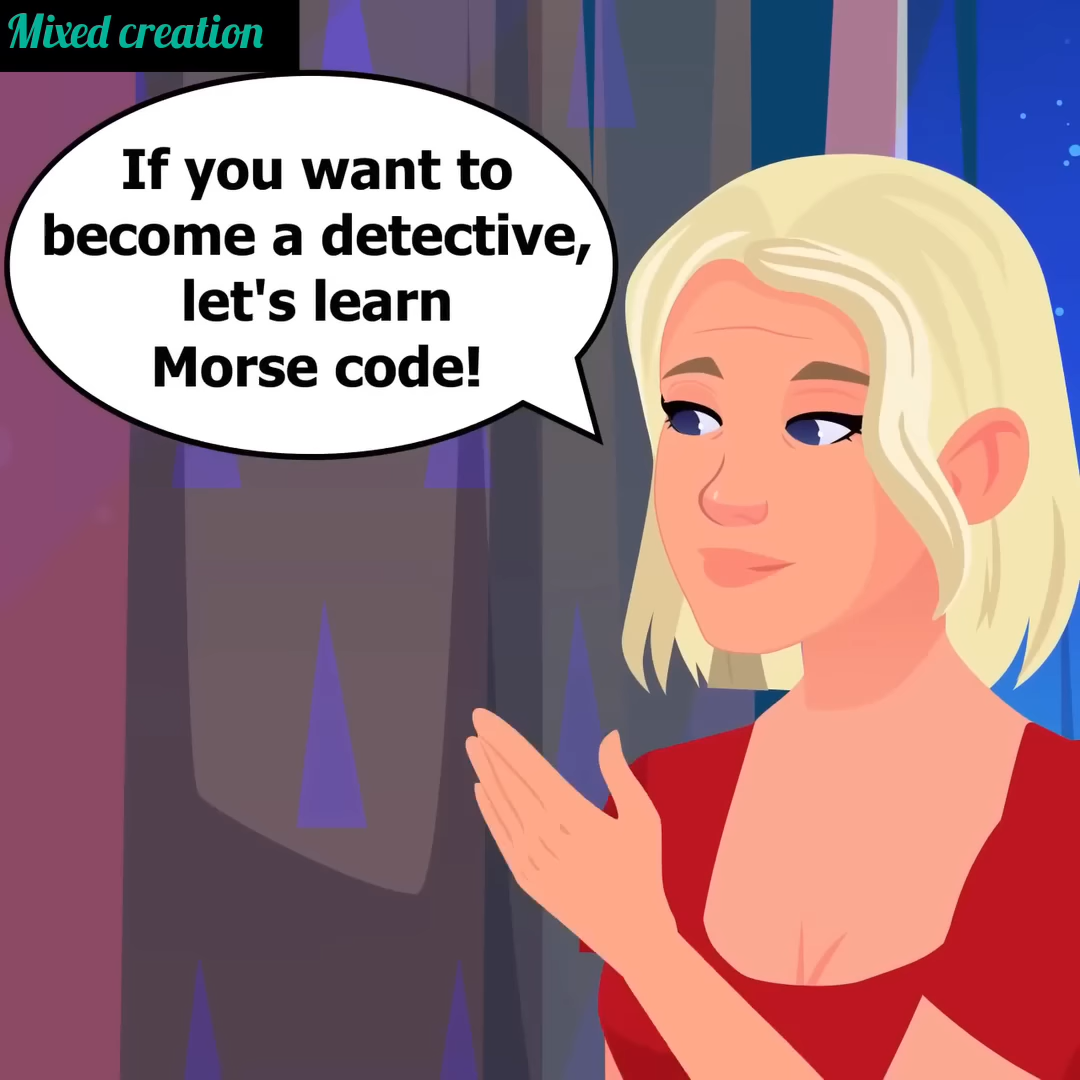 Mixed creation
If you want to
become a detective,
let's learn
Morse code!